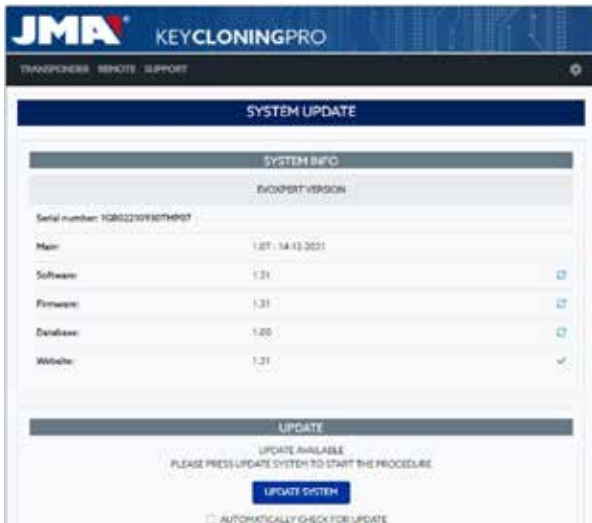 JMA KEYCLONINGPRO
TRANSPONDER REMOTE SUPPORT
SYSTEM UPDATE
SYSTEM INFO
EVOXPERT VERSION
Serial number:
Main: 1.07 - 14-12-2021
Software: 1.31
Firmware: 1.31
Database: 1.00
Website: 1.31
UPDATE
UPDATE AVAILABLE
PLEASE PRESS UPDATE SYSTEM TO START THE PROCEDURE
UPDATE SYSTEM
AUTOMATICALLY CHECK FOR UPDATE